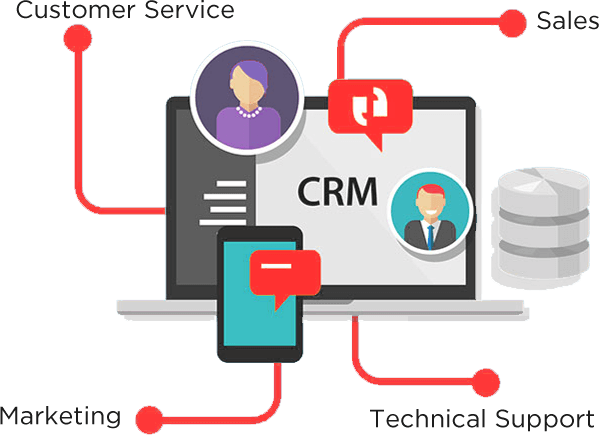 Customer Service
Sales
CRM
Marketing
Technical Support